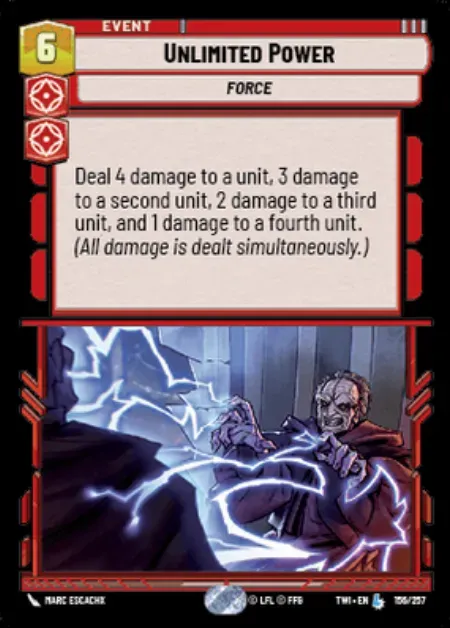 EVENT
6
UNLIMITED POWER
FORCE
Deal 4 damage to a unit, 3 damage
to a second unit, 2 damage to a third
unit, and 1 damage to a fourth unit.
(All damage is dealt simultaneously.)
MARC ESCACHX
© LFL © FFG
TWI • EN L 156/257